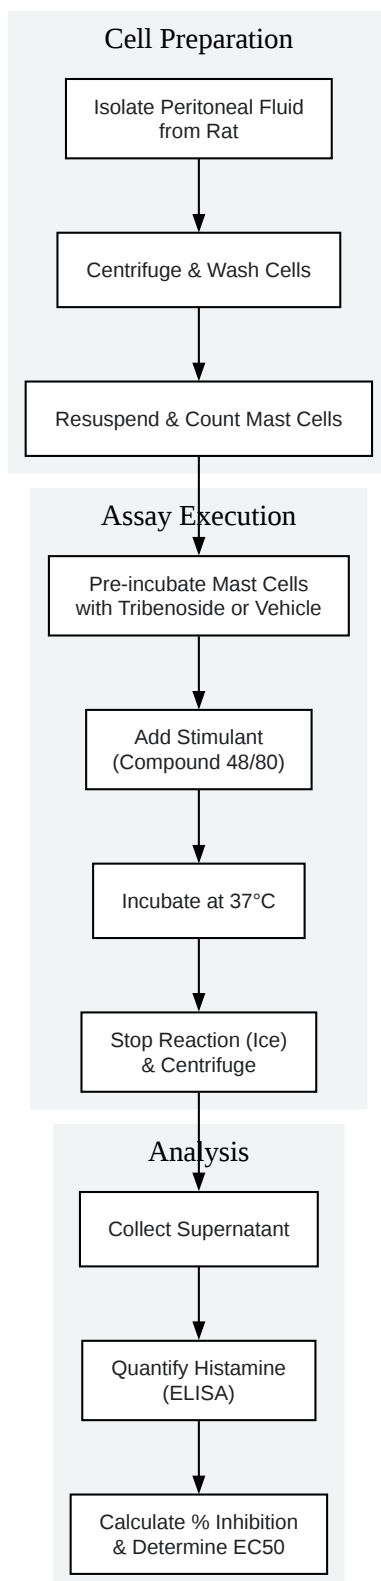 Cell Preparation
Isolate Peritoneal Fluid
from Rat
Centrifuge & Wash Cells
Resuspend & Count Mast Cells
Assay Execution
Pre-incubate Mast Cells
with Tribenoside or Vehicle
Add Stimulant
(Compound 48/80)
Incubate at 37°C
Stop Reaction (Ice)
& Centrifuge
Analysis
Collect Supernatant
Quantify Histamine
(ELISA)
Calculate % Inhibition
& Determine EC50